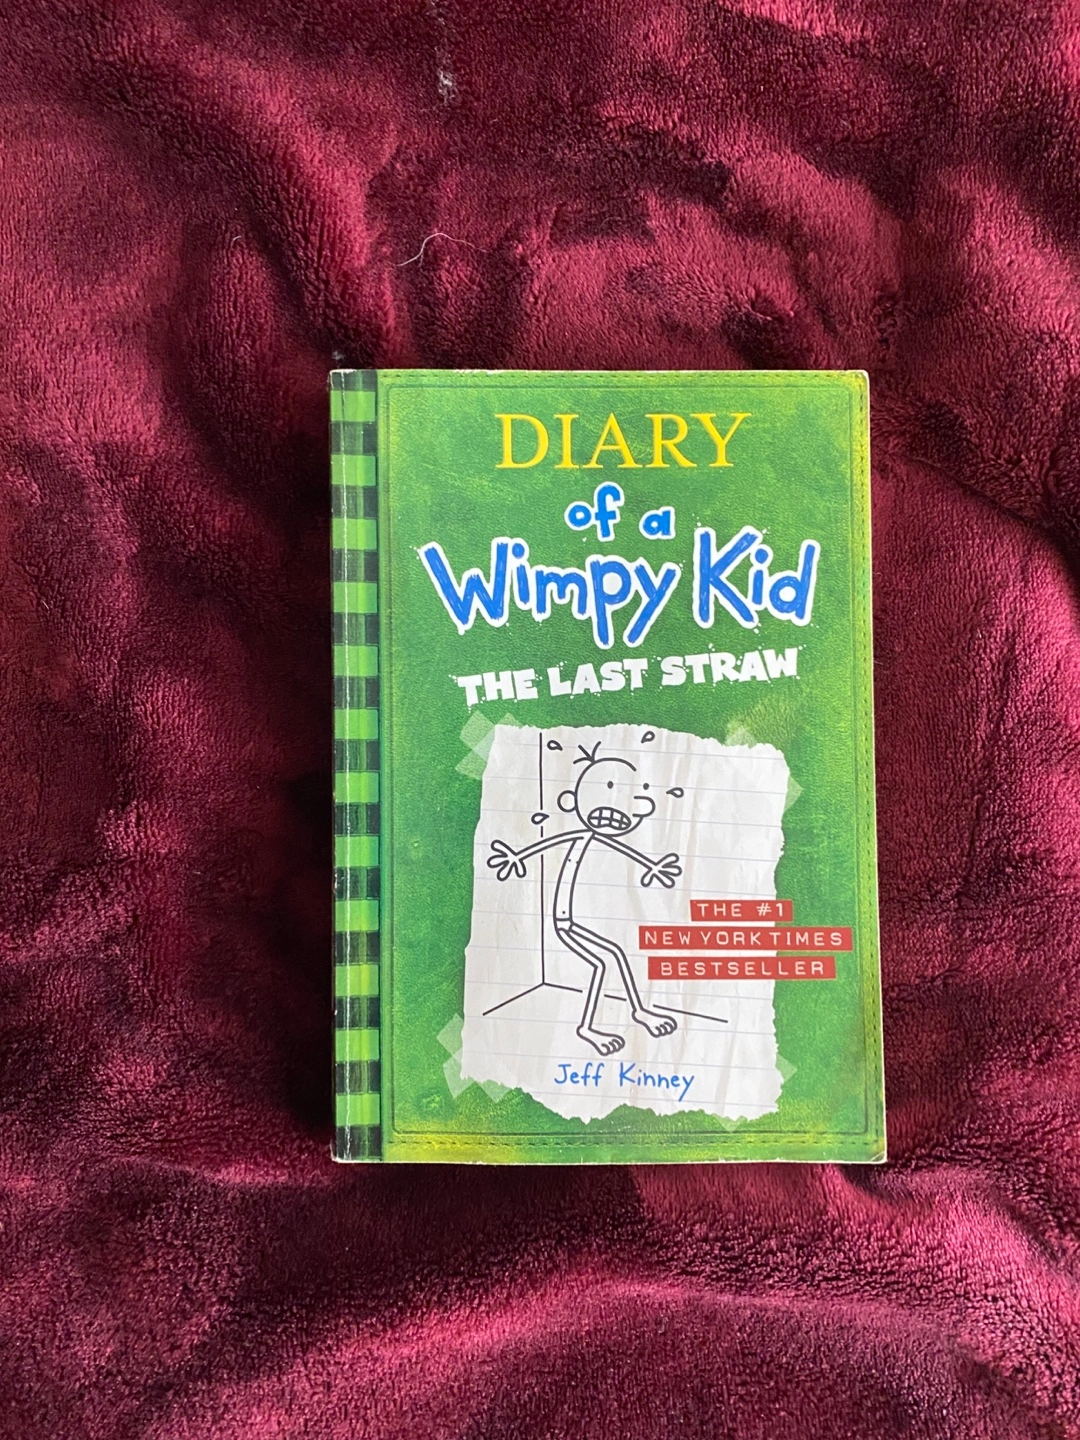 DIARY
of a
Wimpy Kid
THE LAST STRAW
THE #1
NEW YORK TIMES
BESTSELLER
Jeff Kinney